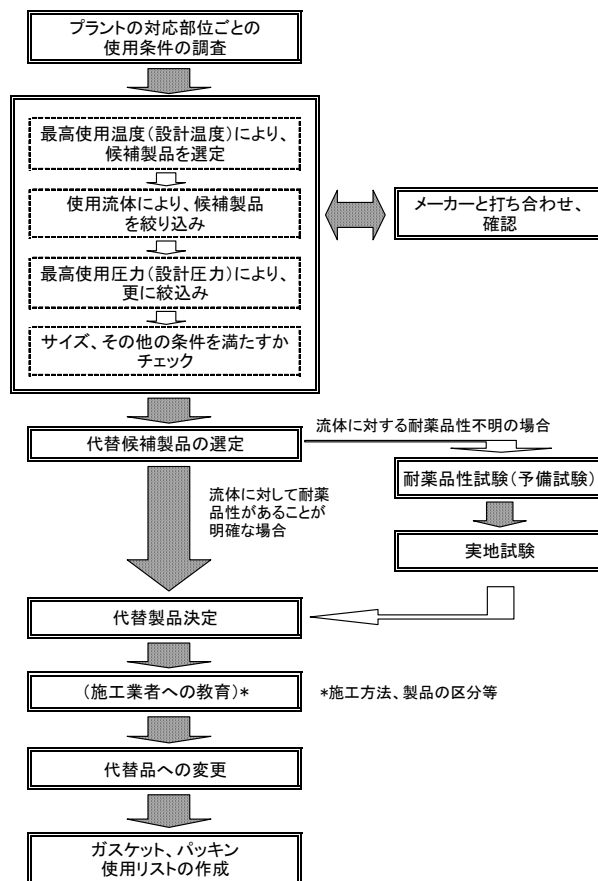 プラントの対応部位ごとの
使用条件の調査
最高使用温度(設計温度)により、
候補製品を選定
使用流体により、候補製品
を絞り込み
最高使用圧力(設計圧力)により、
更に絞込み
サイズ、その他の条件を満たすか
チェック
メーカーと打ち合わせ、
確認
代替候補製品の選定
流体に対する耐薬品性不明の場合
耐薬品性試験(予備試験)
実地試験
流体に対して耐薬
品性があることが
明確な場合
代替製品決定
(施工業者への教育)*
*施工方法、製品の区分等
代替品への変更
ガスケット、パッキン
使用リストの作成